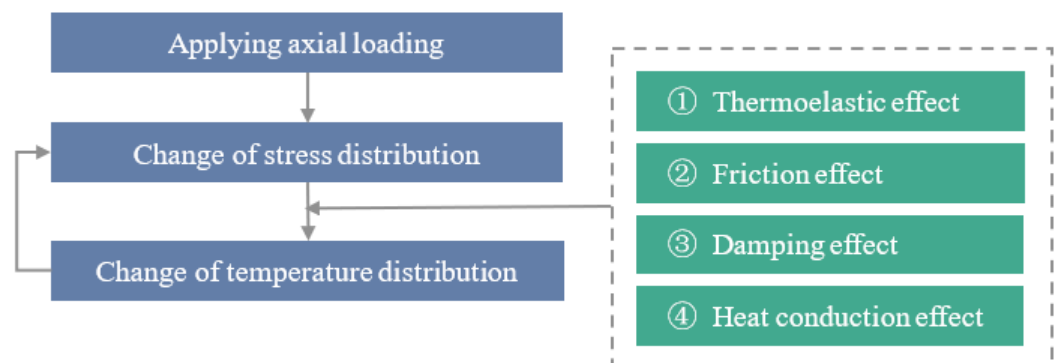 Applying axial loading
Change of stress distribution
Change of temperature distribution
① Thermoelastic effect
② Friction effect
③ Damping effect
④ Heat conduction effect